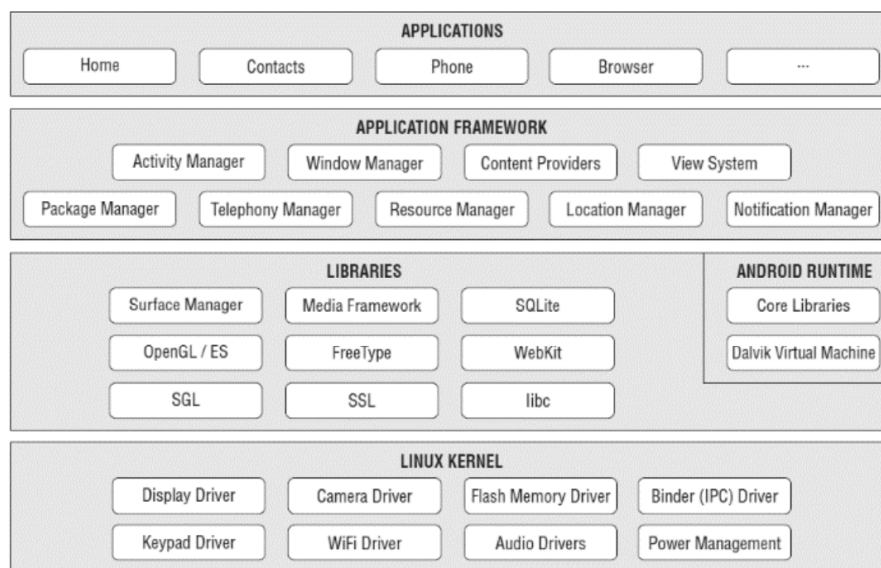 APPLICATIONS
Home Contacts Phone Browser ...
APPLICATION FRAMEWORK
Activity Manager Window Manager Content Providers View System
Package Manager Telephony Manager Resource Manager Location Manager Notification Manager
LIBRARIES ANDROID RUNTIME
Surface Manager Media Framework SQLite Core Libraries
OpenGL / ES FreeType WebKit Dalvik Virtual Machine
SGL SSL libc
LINUX KERNEL
Display Driver Camera Driver Flash Memory Driver Binder (IPC) Driver
Keypad Driver WiFi Driver Audio Drivers Power Management